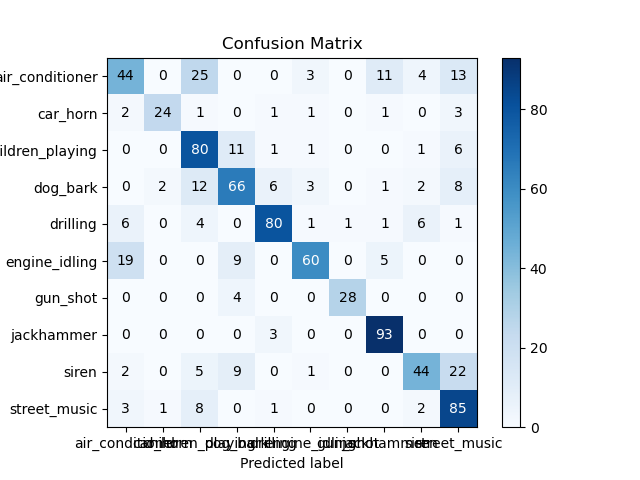 Confusion Matrix
air_conditioner 44 0 25 0 0 3 0 11 4 13
car_horn 2 24 1 0 1 1 0 1 0 3
ildren_playing 0 0 80 11 1 1 0 0 1 6
dog_bark 0 2 12 66 6 3 0 1 2 8
drilling 6 0 4 0 80 1 1 1 6 1
engine_idling 19 0 0 9 0 60 0 5 0 0
gun_shot 0 0 0 4 0 0 28 0 0 0
jackhammer 0 0 0 0 3 0 0 93 0 0
siren 2 0 5 9 0 1 0 0 44 22
street_music 3 1 8 0 1 0 0 0 2 85
street_music
Predicted label
80
60
40
20
0